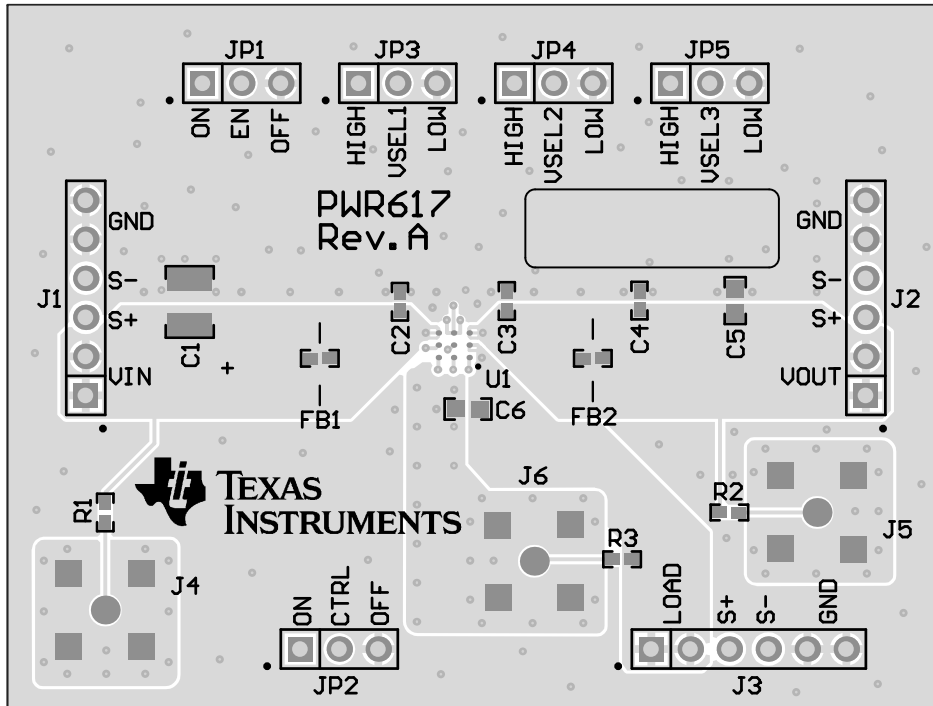 JP1
JP3
JP4
JP5
ON
EN
OFF
HIGH
VSEL1
LOW
HIGH
VSEL2
LOW
HIGH
VSEL3
LOW
PWR617
Rev.A
GND
S-
S+
VIN
J1
GND
S-
S+
VOUT
J2
C1
+
C2
C3
C4
C5
U1
C6
FB1
FB2
R1
TEXAS
INSTRUMENTS
J6
R2
J5
R3
J4
ON
CTRL
OFF
JP2
LOAD
S+
S-
GND
J3